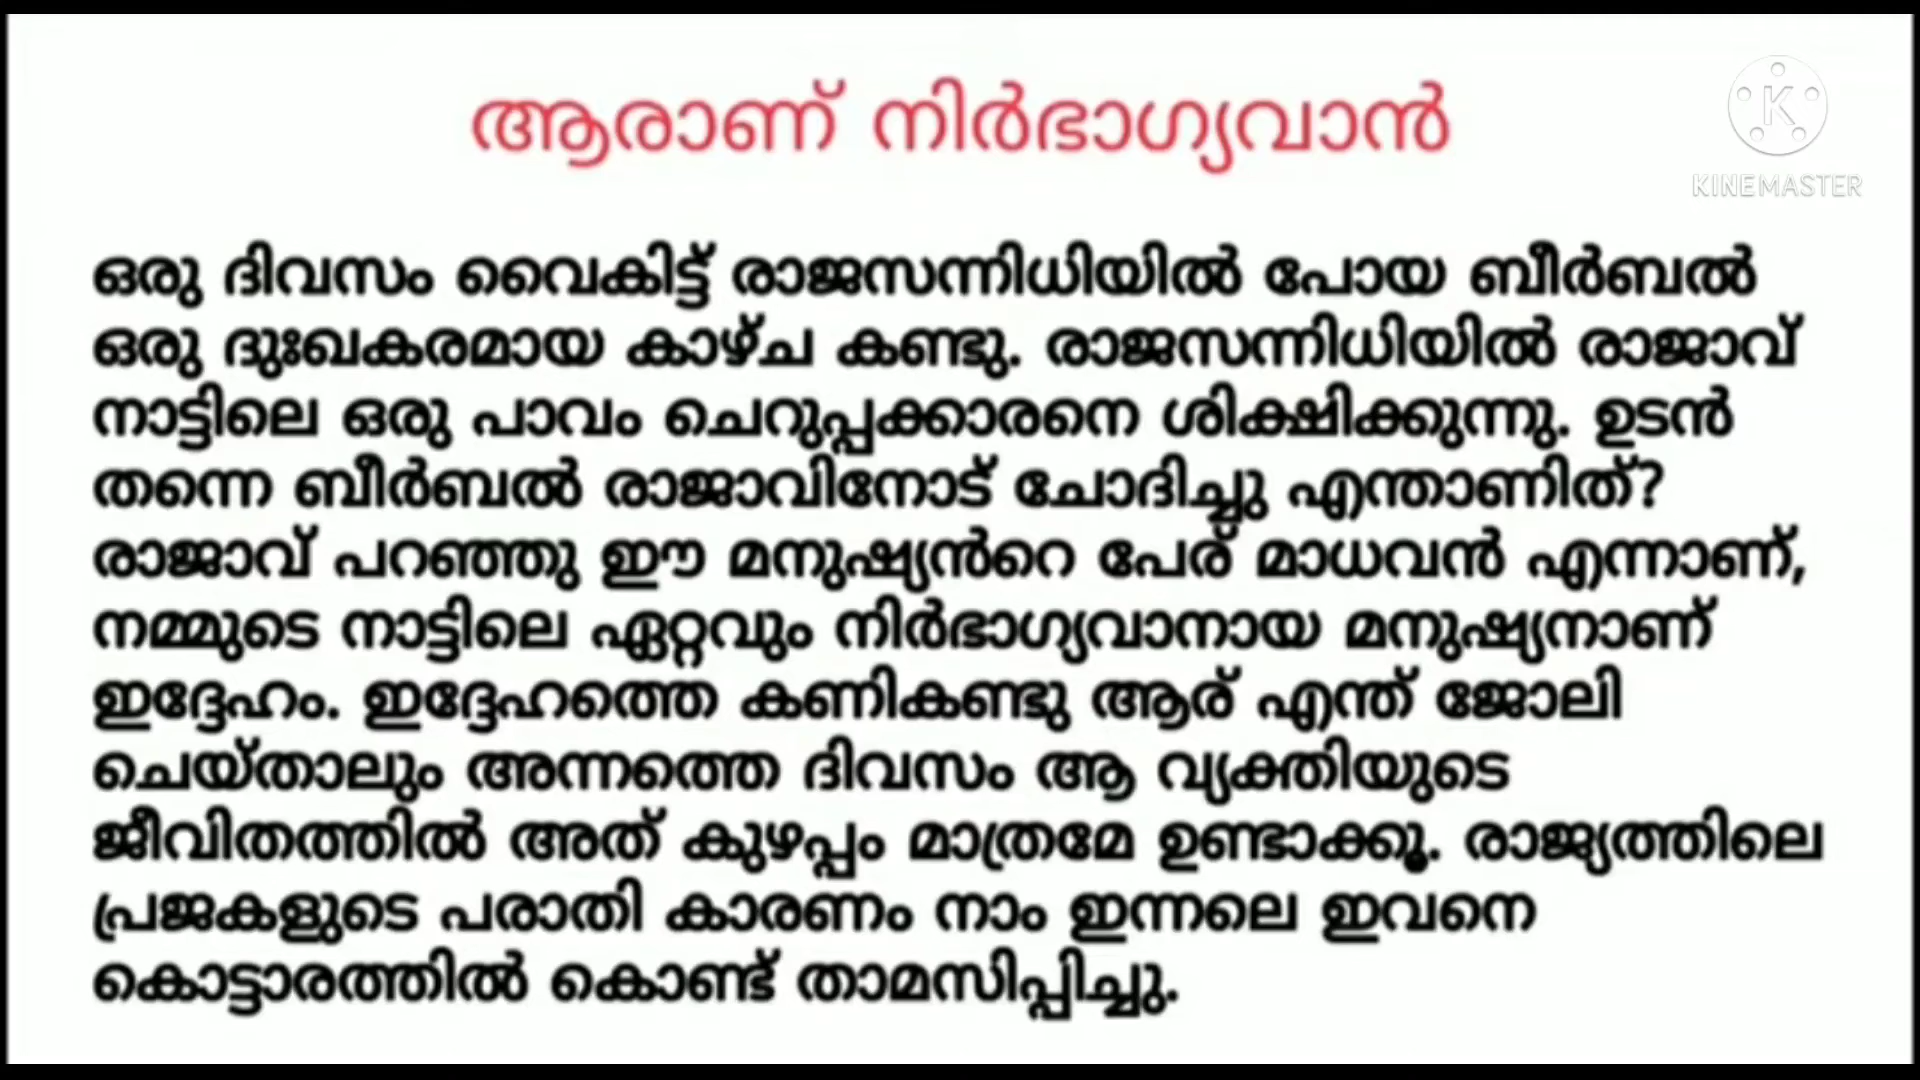 ആരാണ് നിർഭാഗ്യവാൻ
KINEMASTER
ഒരു ദിവസം വൈകിട്ട് രാജസന്നിധിയിൽ പോയ ബീർബൽ
ഒരു ദുഃഖകരമായ കാഴ്ച കണ്ടു. രാജസന്നിധിയിൽ രാജാവ്
നാട്ടിലെ ഒരു പാവം ചെറുപ്പക്കാരനെ ശിക്ഷിക്കുന്നു. ഉടൻ
തന്നെ ബീർബൽ രാജാവിനോട് ചോദിച്ചു എന്താണിത്?
രാജാവ് പറഞ്ഞു ഈ മനുഷ്യൻറെ പേര് മാധവൻ എന്നാണ്,
നമ്മുടെ നാട്ടിലെ ഏറ്റവും നിർഭാഗ്യവാനായ മനുഷ്യനാണ്
ഇദ്ദേഹം. ഇദ്ദേഹത്തെ കണികണ്ടു ആര് എന്ത് ജോലി
ചെയ്താലും അന്നത്തെ ദിവസം ആ വ്യക്തിയുടെ
ജീവിതത്തിൽ അത് കുഴപ്പം മാത്രമേ ഉണ്ടാക്കൂ. രാജ്യത്തിലെ
പ്രജകളുടെ പരാതി കാരണം നാം ഇന്നലെ ഇവനെ
കൊട്ടാരത്തിൽ കൊണ്ട് താമസിപ്പിച്ചു.